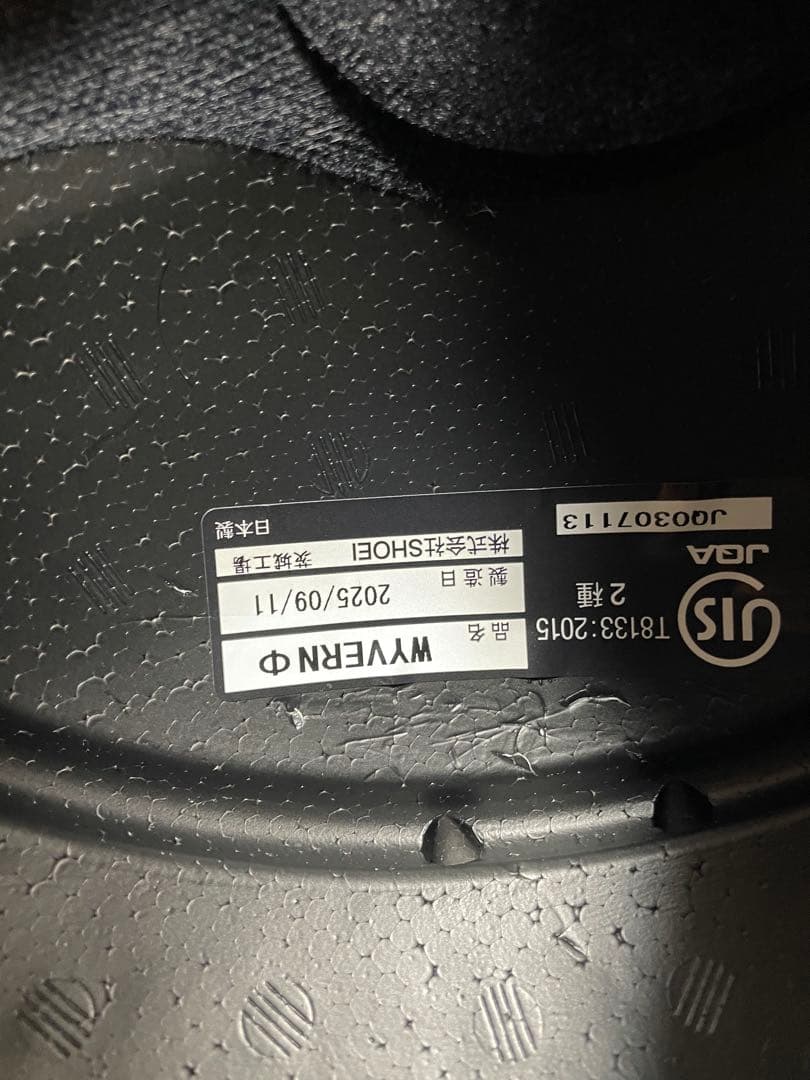 JIS
T8133:2015
2種
JQA
JQ0307113
品名 WYVERN Φ
製造日 2025/09/11
株式会社SHOEI 茨城工場
日本製